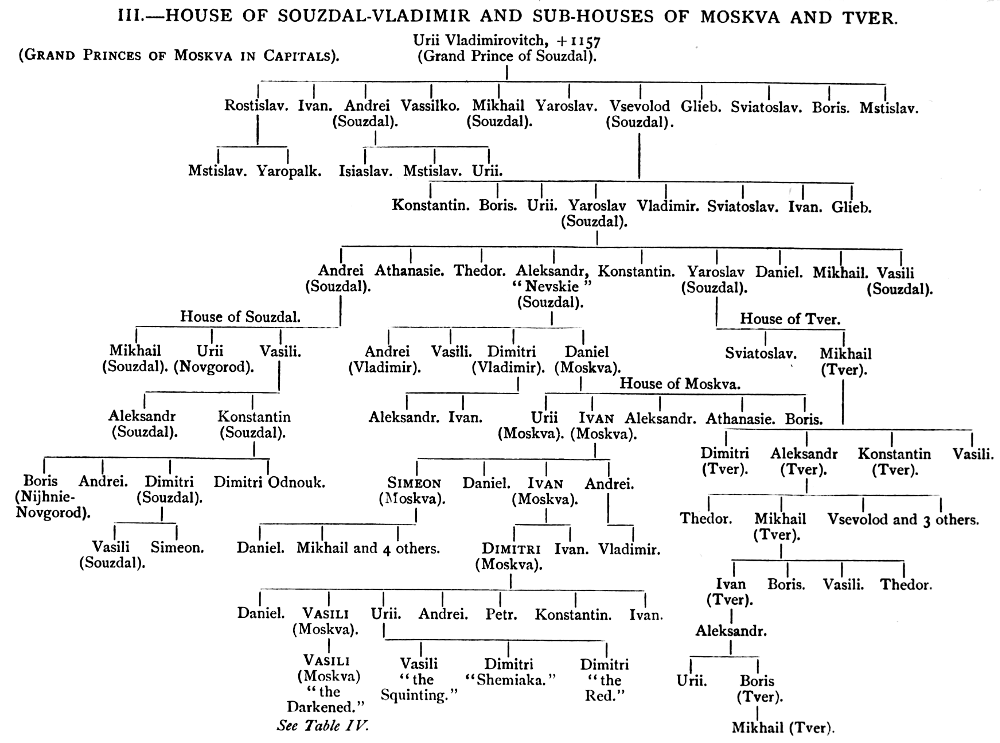 III.—HOUSE OF SOUZDAL-VLADIMIR AND SUB-HOUSES OF MOSKVA AND TVER.
(GRAND PRINCES OF MOSKVA IN CAPITALS).
Urii Vladimirovitch, +1157
(Grand Prince of Souzdal).
Rostislav. Ivan. Andrei Vassilko. Mikhail Yaroslav. Vsevolod Glieb. Sviatoslav. Boris. Mstislav.
(Souzdal). (Souzdal). (Souzdal).
Mstislav. Yaropalk. Isiaslav. Mstislav. Urii.
Konstantin. Boris. Urii. Yaroslav Vladimir. Sviatoslav. Ivan. Glieb.
(Souzdal).
Andrei Athanasie. Thedor. Aleksandr, Konstantin. Yaroslav Daniel. Mikhail. Vasili
(Souzdal). "Nevskie" (Souzdal). (Souzdal).
(Souzdal).
House of Souzdal. House of Tver.
Mikhail Urii Vasili. Andrei Vasili. Dimitri Daniel Sviatoslav. Mikhail
(Souzdal). (Novgorod). (Vladimir). (Vladimir). (Moskva). (Tver).
House of Moskva.
Aleksandr Konstantin Aleksandr. Ivan. Urii IVAN Aleksandr. Athanasie. Boris.
(Souzdal). (Souzdal). (Moskva). (Moskva).
Dimitri Aleksandr Konstantin Vasili.
(Tver). (Tver). (Tver).
Boris Andrei. Dimitri Dimitri Odnouk. SIMEON Daniel. IVAN Andrei.
(Nijhnie- (Souzdal). (Moskva). (Moskva).
Novgorod).
Thedor. Mikhail Vsevolod and 3 others.
(Tver).
Vasili Simeon. Daniel. Mikhail and 4 others. DIMITRI Ivan. Vladimir.
(Souzdal). (Moskva).
Ivan Boris. Vasili. Thedor.
(Tver).
Daniel. VASILI Urii. Andrei. Petr. Konstantin. Ivan.
(Moskva).
Aleksandr.
VASILI Vasili Dimitri Dimitri
(Moskva) "the "Shemiaka." "the
"the Squinting." Red."
Darkened."
See Table IV.
Urii. Boris
(Tver).
Mikhail (Tver).